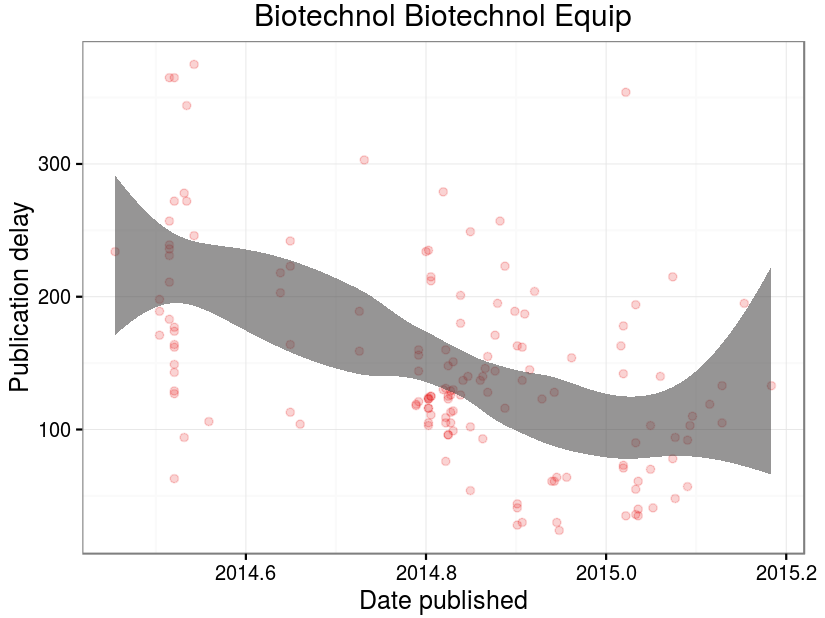 Biotechnol Biotechnol Equip
Publication delay
300
200
100
2014.6
2014.8
2015.0
2015.2
Date published